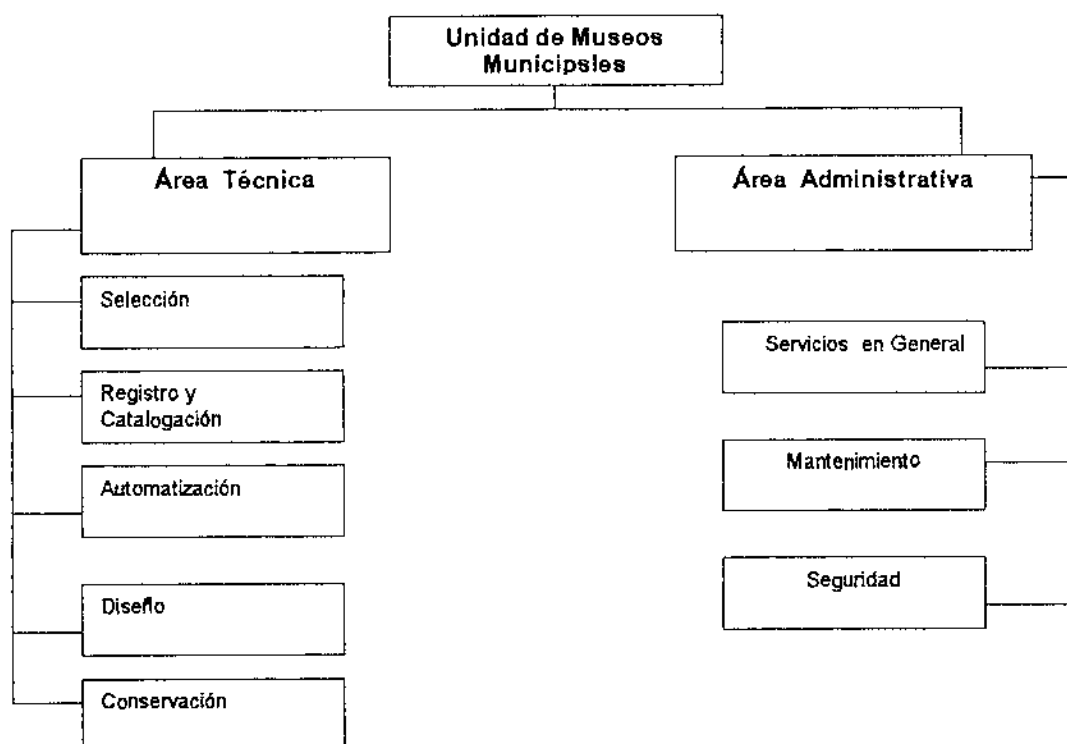 Unidad de Museos
Municipsles
Área Técnica
Área Administrativa
Selección
Registro y
Catalogación
Automatización
Diseño
Conservación
Servicios en General
Mantenimiento
Seguridad